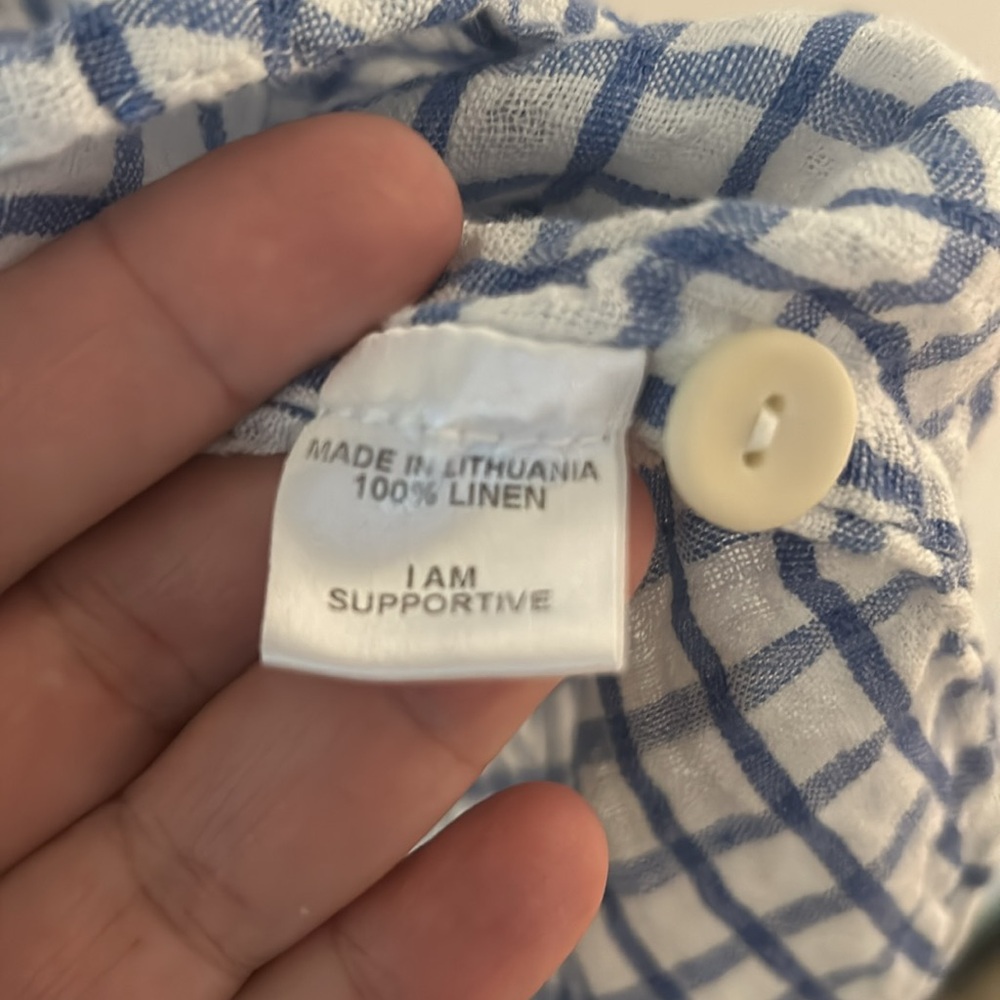 MADE IN LITHUANIA
100% LINEN
I AM
SUPPORTIVE